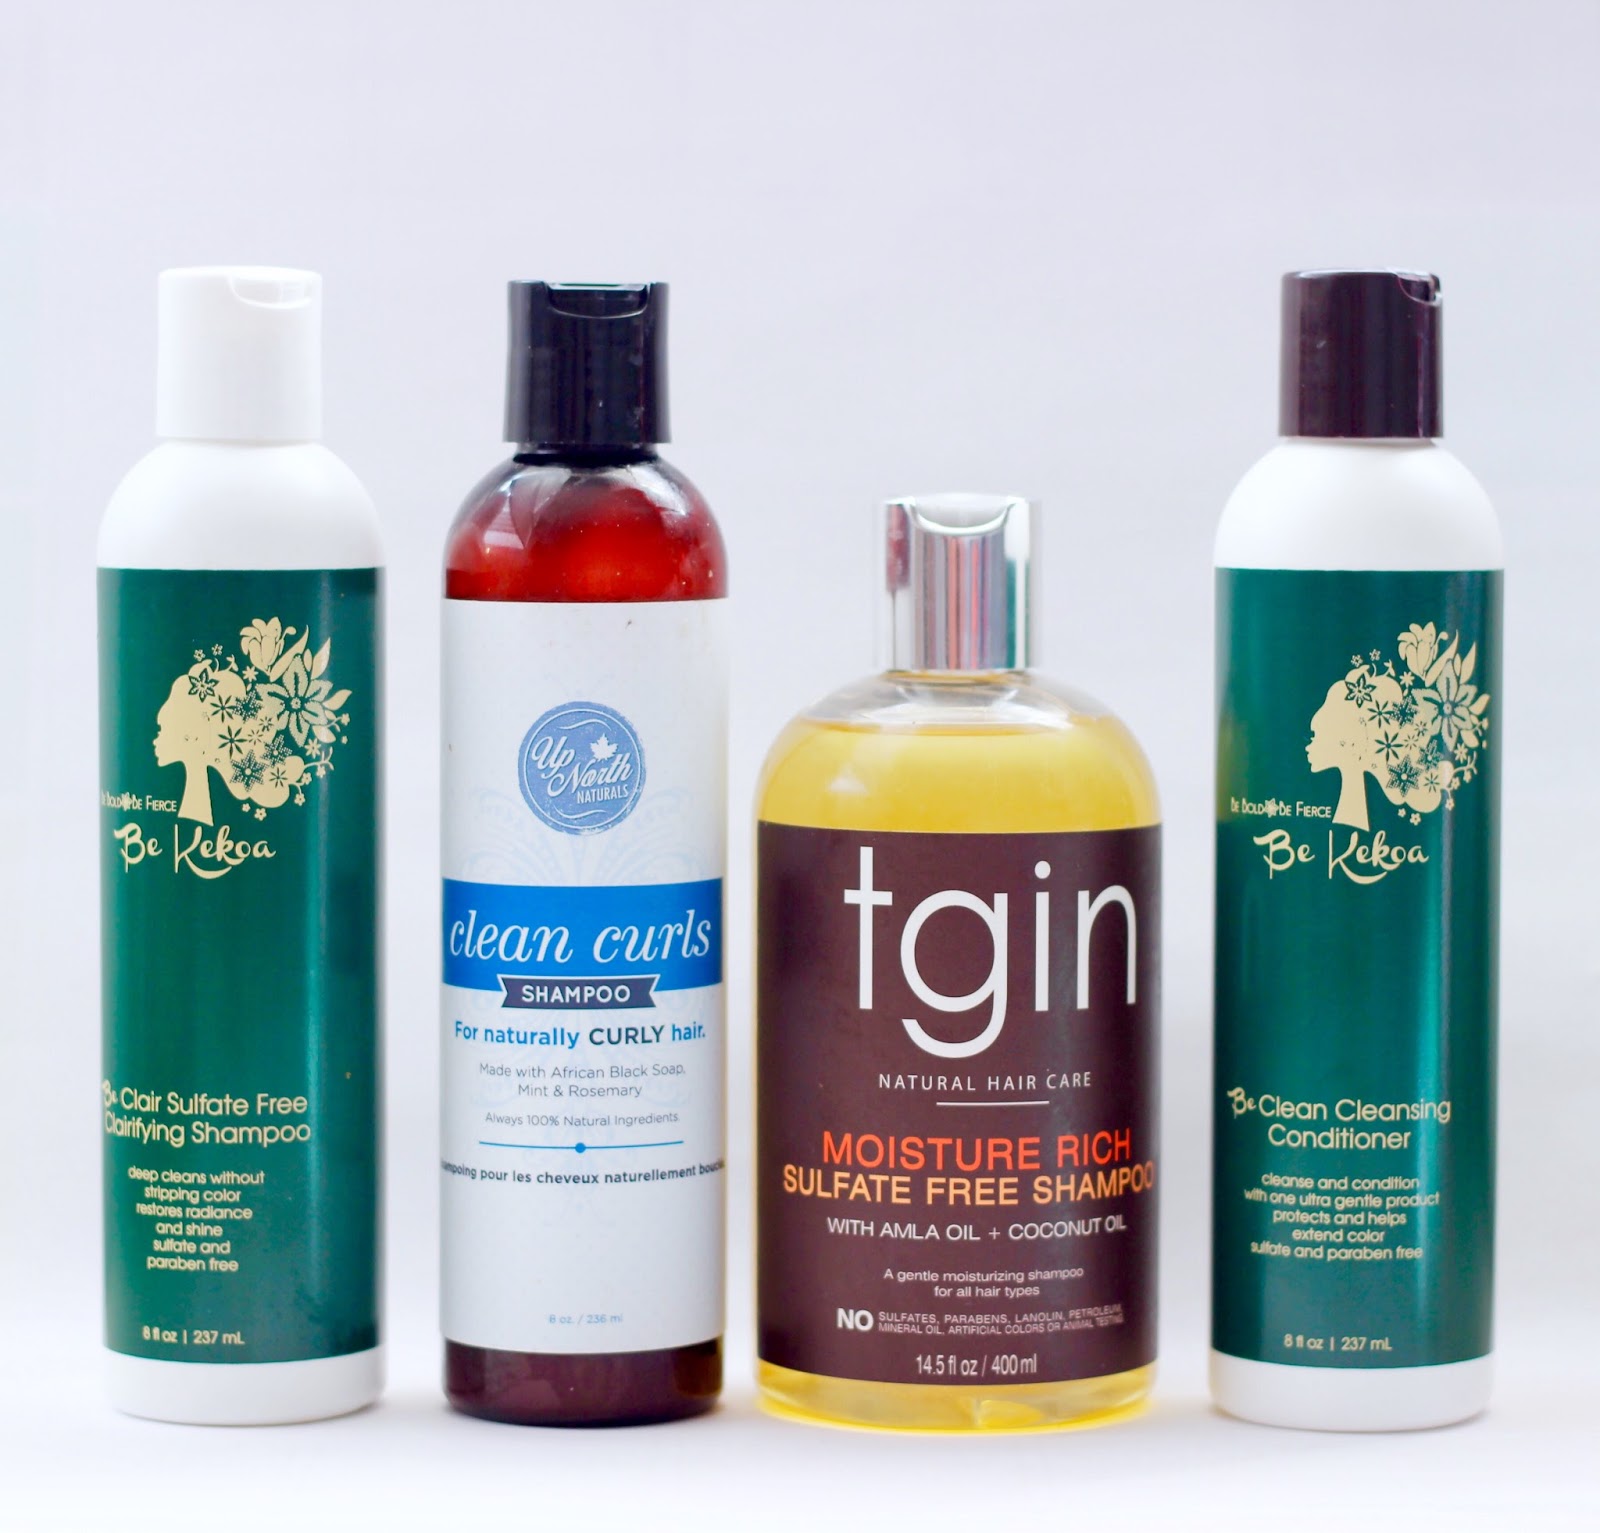 BE BOLD BE FIERCE
Be Kekoa
Be Clair Sulfate Free
Clairifying Shampoo
deep cleans without
stripping color
restores radiance
and shine
sulfate and
paraben free
8 fl oz | 237 mL
Up North
NATURALS
clean curls
SHAMPOO
For naturally CURLY hair.
Made with African Black Soap,
Mint & Rosemary
Always 100% Natural Ingredients.
pour les cheveux naturellement
8 oz. / 236 ml
tgin
NATURAL HAIR CARE
MOISTURE RICH
SULFATE FREE SHAMPOO
WITH AMLA OIL + COCONUT OIL
A gentle moisturizing shampoo
for all hair types
NO SULFATES, PARABENS, LANOLIN, PETROLEUM,
MINERAL OIL, ARTIFICIAL COLORS OR ANIMAL TESTING
14.5 fl oz / 400 ml
BE BOLD BE FIERCE
Be Kekoa
Be Clean Cleansing
Conditioner
cleanse and condition
with one ultra gentle product
protects and helps
extend color
sulfate and paraben free
8 fl oz | 237 mL